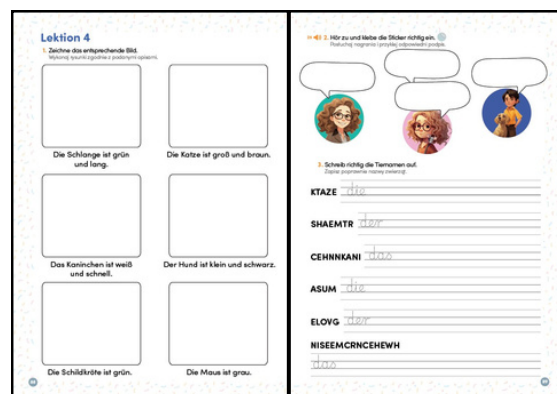 Lektion 4
1. Zeichne das entsprechende Bild.
Wykonaj rysunki zgodnie z podanymi opisami.
Die Schlange ist grün
und lang.
Die Katze ist groß und braun.
Das Kaninchen ist weiß
und schnell.
Der Hund ist klein und schwarz.
Die Schildkröte ist grün.
Die Maus ist grau.
2. Hör zu und klebe die Sticker richtig ein.
Posłuchaj nagrania i przyklej odpowiedni podpis.
3. Schreib richtig die Tiernamen auf.
Zapisz poprawnie nazwy zwierząt.
KTAZE die
SHAEMTR der
CEHNNKANI das
ASUM die
ELOVG der
NISEEMCRNCEHEWH
das